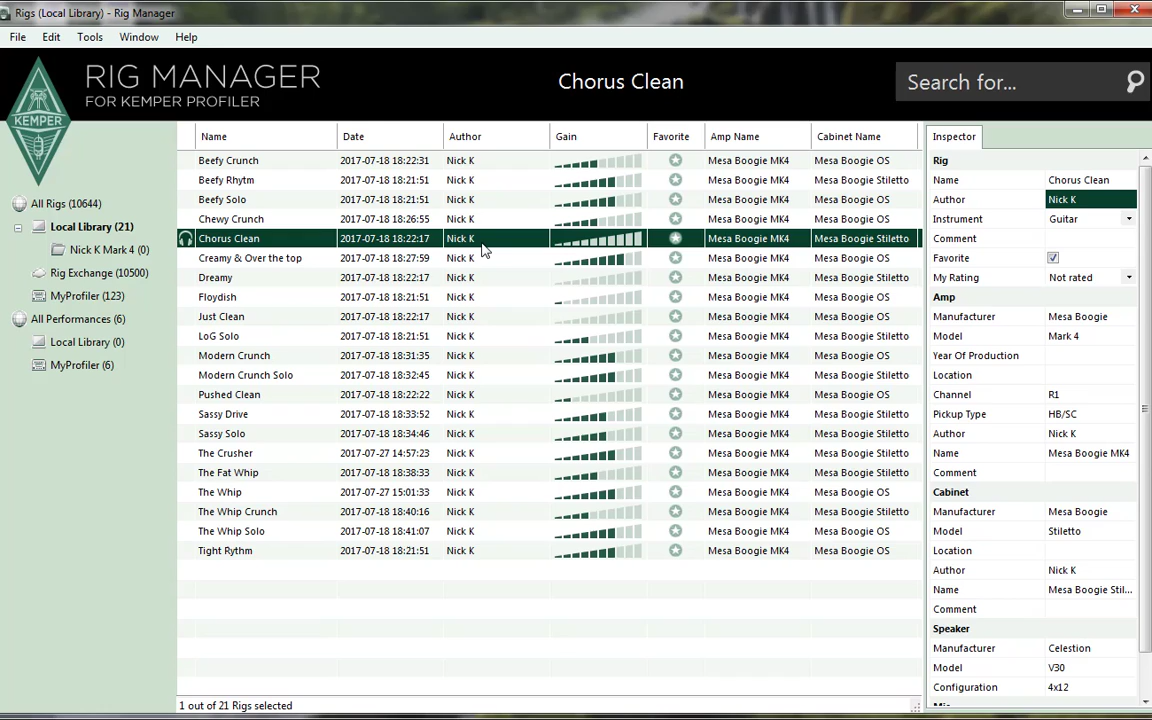 Rigs (Local Library) - Rig Manager
File Edit Tools Window Help
KEMPER
RIG MANAGER
FOR KEMPER PROFILER
Chorus Clean
Search for...
All Rigs (10644)
Local Library (21)
Nick K Mark 4 (0)
Rig Exchange (10500)
MyProfiler (123)
All Performances (6)
Local Library (0)
MyProfiler (6)
Name Date Author Gain Favorite Amp Name Cabinet Name
Beefy Crunch 2017-07-18 18:22:31 Nick K Mesa Boogie MK4 Mesa Boogie OS
Beefy Rhytm 2017-07-18 18:21:51 Nick K Mesa Boogie MK4 Mesa Boogie Stiletto
Beefy Solo 2017-07-18 18:21:51 Nick K Mesa Boogie MK4 Mesa Boogie OS
Chewy Crunch 2017-07-18 18:26:55 Nick K Mesa Boogie MK4 Mesa Boogie OS
Chorus Clean 2017-07-18 18:22:17 Nick K Mesa Boogie MK4 Mesa Boogie Stiletto
Creamy & Over the top 2017-07-18 18:27:59 Nick K Mesa Boogie MK4 Mesa Boogie OS
Dreamy 2017-07-18 18:22:17 Nick K Mesa Boogie MK4 Mesa Boogie Stiletto
Floydish 2017-07-18 18:21:51 Nick K Mesa Boogie MK4 Mesa Boogie OS
Just Clean 2017-07-18 18:22:17 Nick K Mesa Boogie MK4 Mesa Boogie OS
LoG Solo 2017-07-18 18:21:51 Nick K Mesa Boogie MK4 Mesa Boogie Stiletto
Modern Crunch 2017-07-18 18:31:35 Nick K Mesa Boogie MK4 Mesa Boogie OS
Modern Crunch Solo 2017-07-18 18:32:45 Nick K Mesa Boogie MK4 Mesa Boogie Stiletto
Pushed Clean 2017-07-18 18:22:22 Nick K Mesa Boogie MK4 Mesa Boogie OS
Sassy Drive 2017-07-18 18:33:52 Nick K Mesa Boogie MK4 Mesa Boogie Stiletto
Sassy Solo 2017-07-18 18:34:46 Nick K Mesa Boogie MK4 Mesa Boogie Stiletto
The Crusher 2017-07-27 14:57:23 Nick K Mesa Boogie MK4 Mesa Boogie Stiletto
The Fat Whip 2017-07-18 18:38:33 Nick K Mesa Boogie MK4 Mesa Boogie Stiletto
The Whip 2017-07-27 15:01:33 Nick K Mesa Boogie MK4 Mesa Boogie OS
The Whip Crunch 2017-07-18 18:40:16 Nick K Mesa Boogie MK4 Mesa Boogie Stiletto
The Whip Solo 2017-07-18 18:41:07 Nick K Mesa Boogie MK4 Mesa Boogie OS
Tight Rythm 2017-07-18 18:21:51 Nick K Mesa Boogie MK4 Mesa Boogie OS
1 out of 21 Rigs selected
Inspector
Rig
Name Chorus Clean
Author Nick K
Instrument Guitar
Comment
Favorite
My Rating Not rated
Amp
Manufacturer Mesa Boogie
Model Mark 4
Year Of Production
Location
Channel R1
Pickup Type HB/SC
Author Nick K
Name Mesa Boogie MK4
Comment
Cabinet
Manufacturer Mesa Boogie
Model Stiletto
Location
Author Nick K
Name Mesa Boogie Stil...
Comment
Speaker
Manufacturer Celestion
Model V30
Configuration 4x12